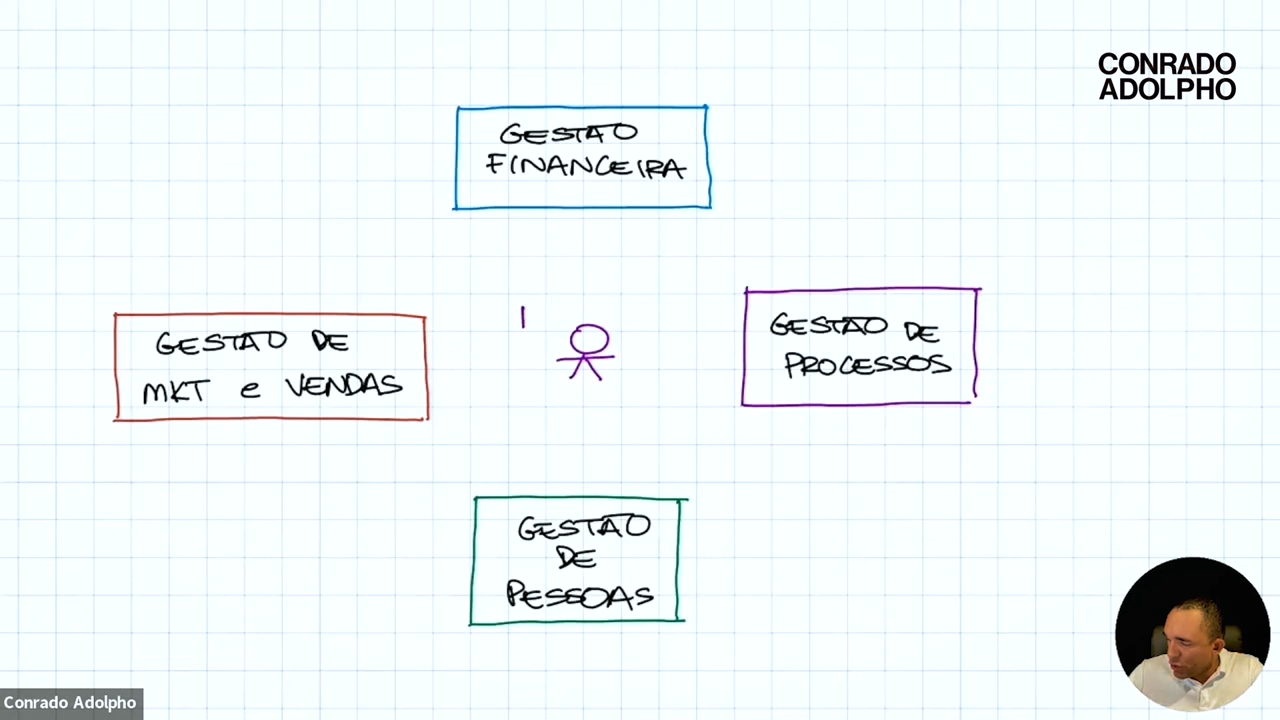 CONRADO
ADOLPHO
GESTÃO
FINANCEIRA
GESTÃO DE
MKT e VENDAS
GESTÃO DE
PROCESSOS
GESTÃO
DE
PESSOAS
Conrado Adolpho